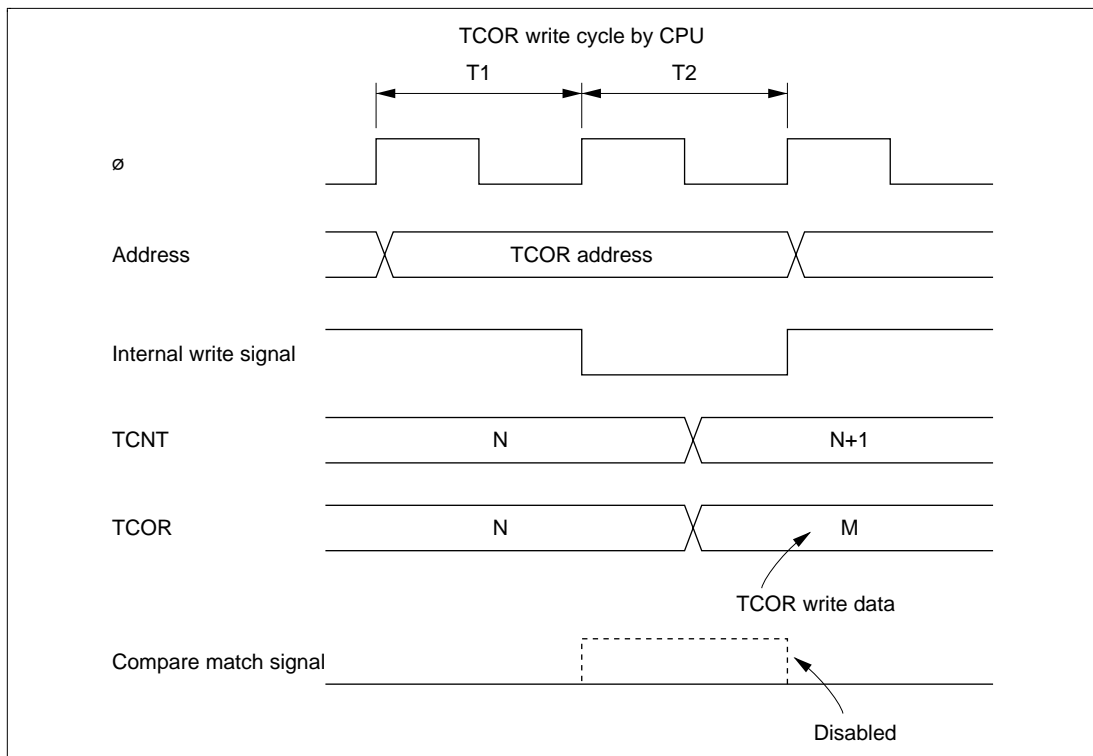 TCOR write cycle by CPU
T1 T2
ø
Address TCOR address
Internal write signal
TCNT N N+1
TCOR N M
TCOR write data
Compare match signal
Disabled